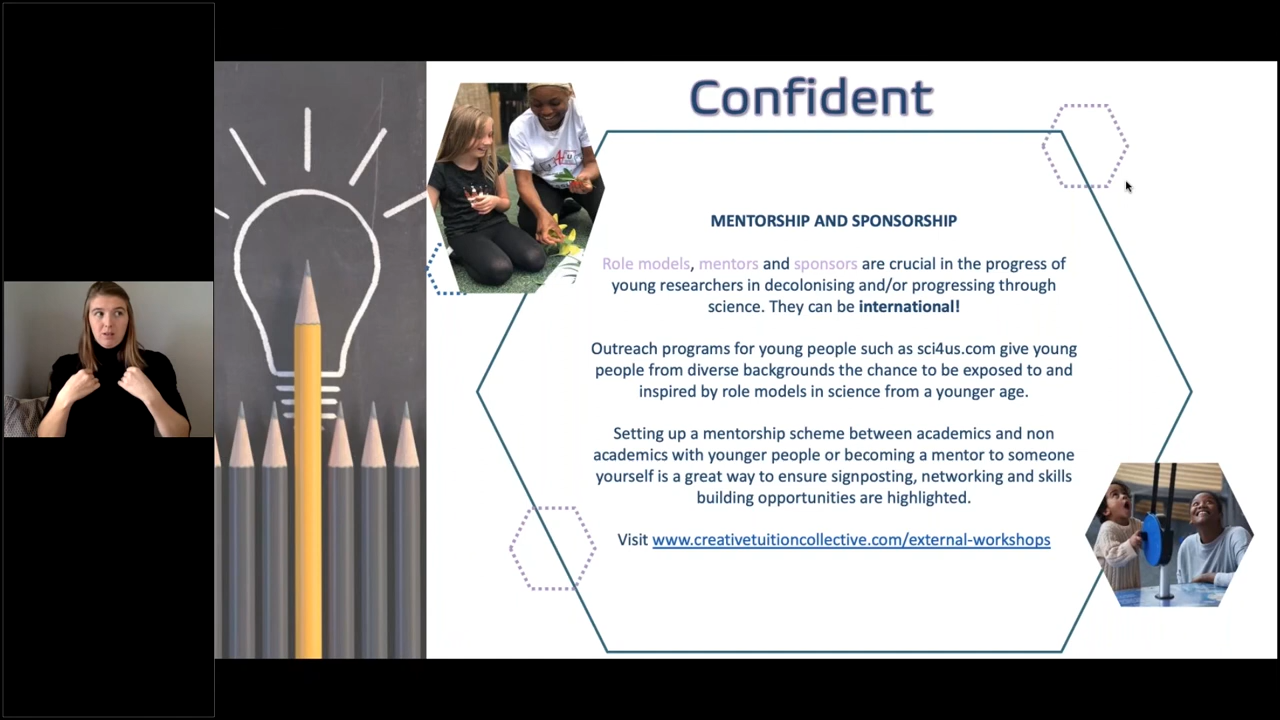 Confident
MENTORSHIP AND SPONSORSHIP
Role models, mentors and sponsors are crucial in the progress of
young researchers in decolonising and/or progressing through
science. They can be international!
Outreach programs for young people such as sci4us.com give young
people from diverse backgrounds the chance to be exposed to and
inspired by role models in science from a younger age.
Setting up a mentorship scheme between academics and non
academics with younger people or becoming a mentor to someone
yourself is a great way to ensure signposting, networking and skills
building opportunities are highlighted.
Visit www.creativetuitioncollective.com/external-workshops